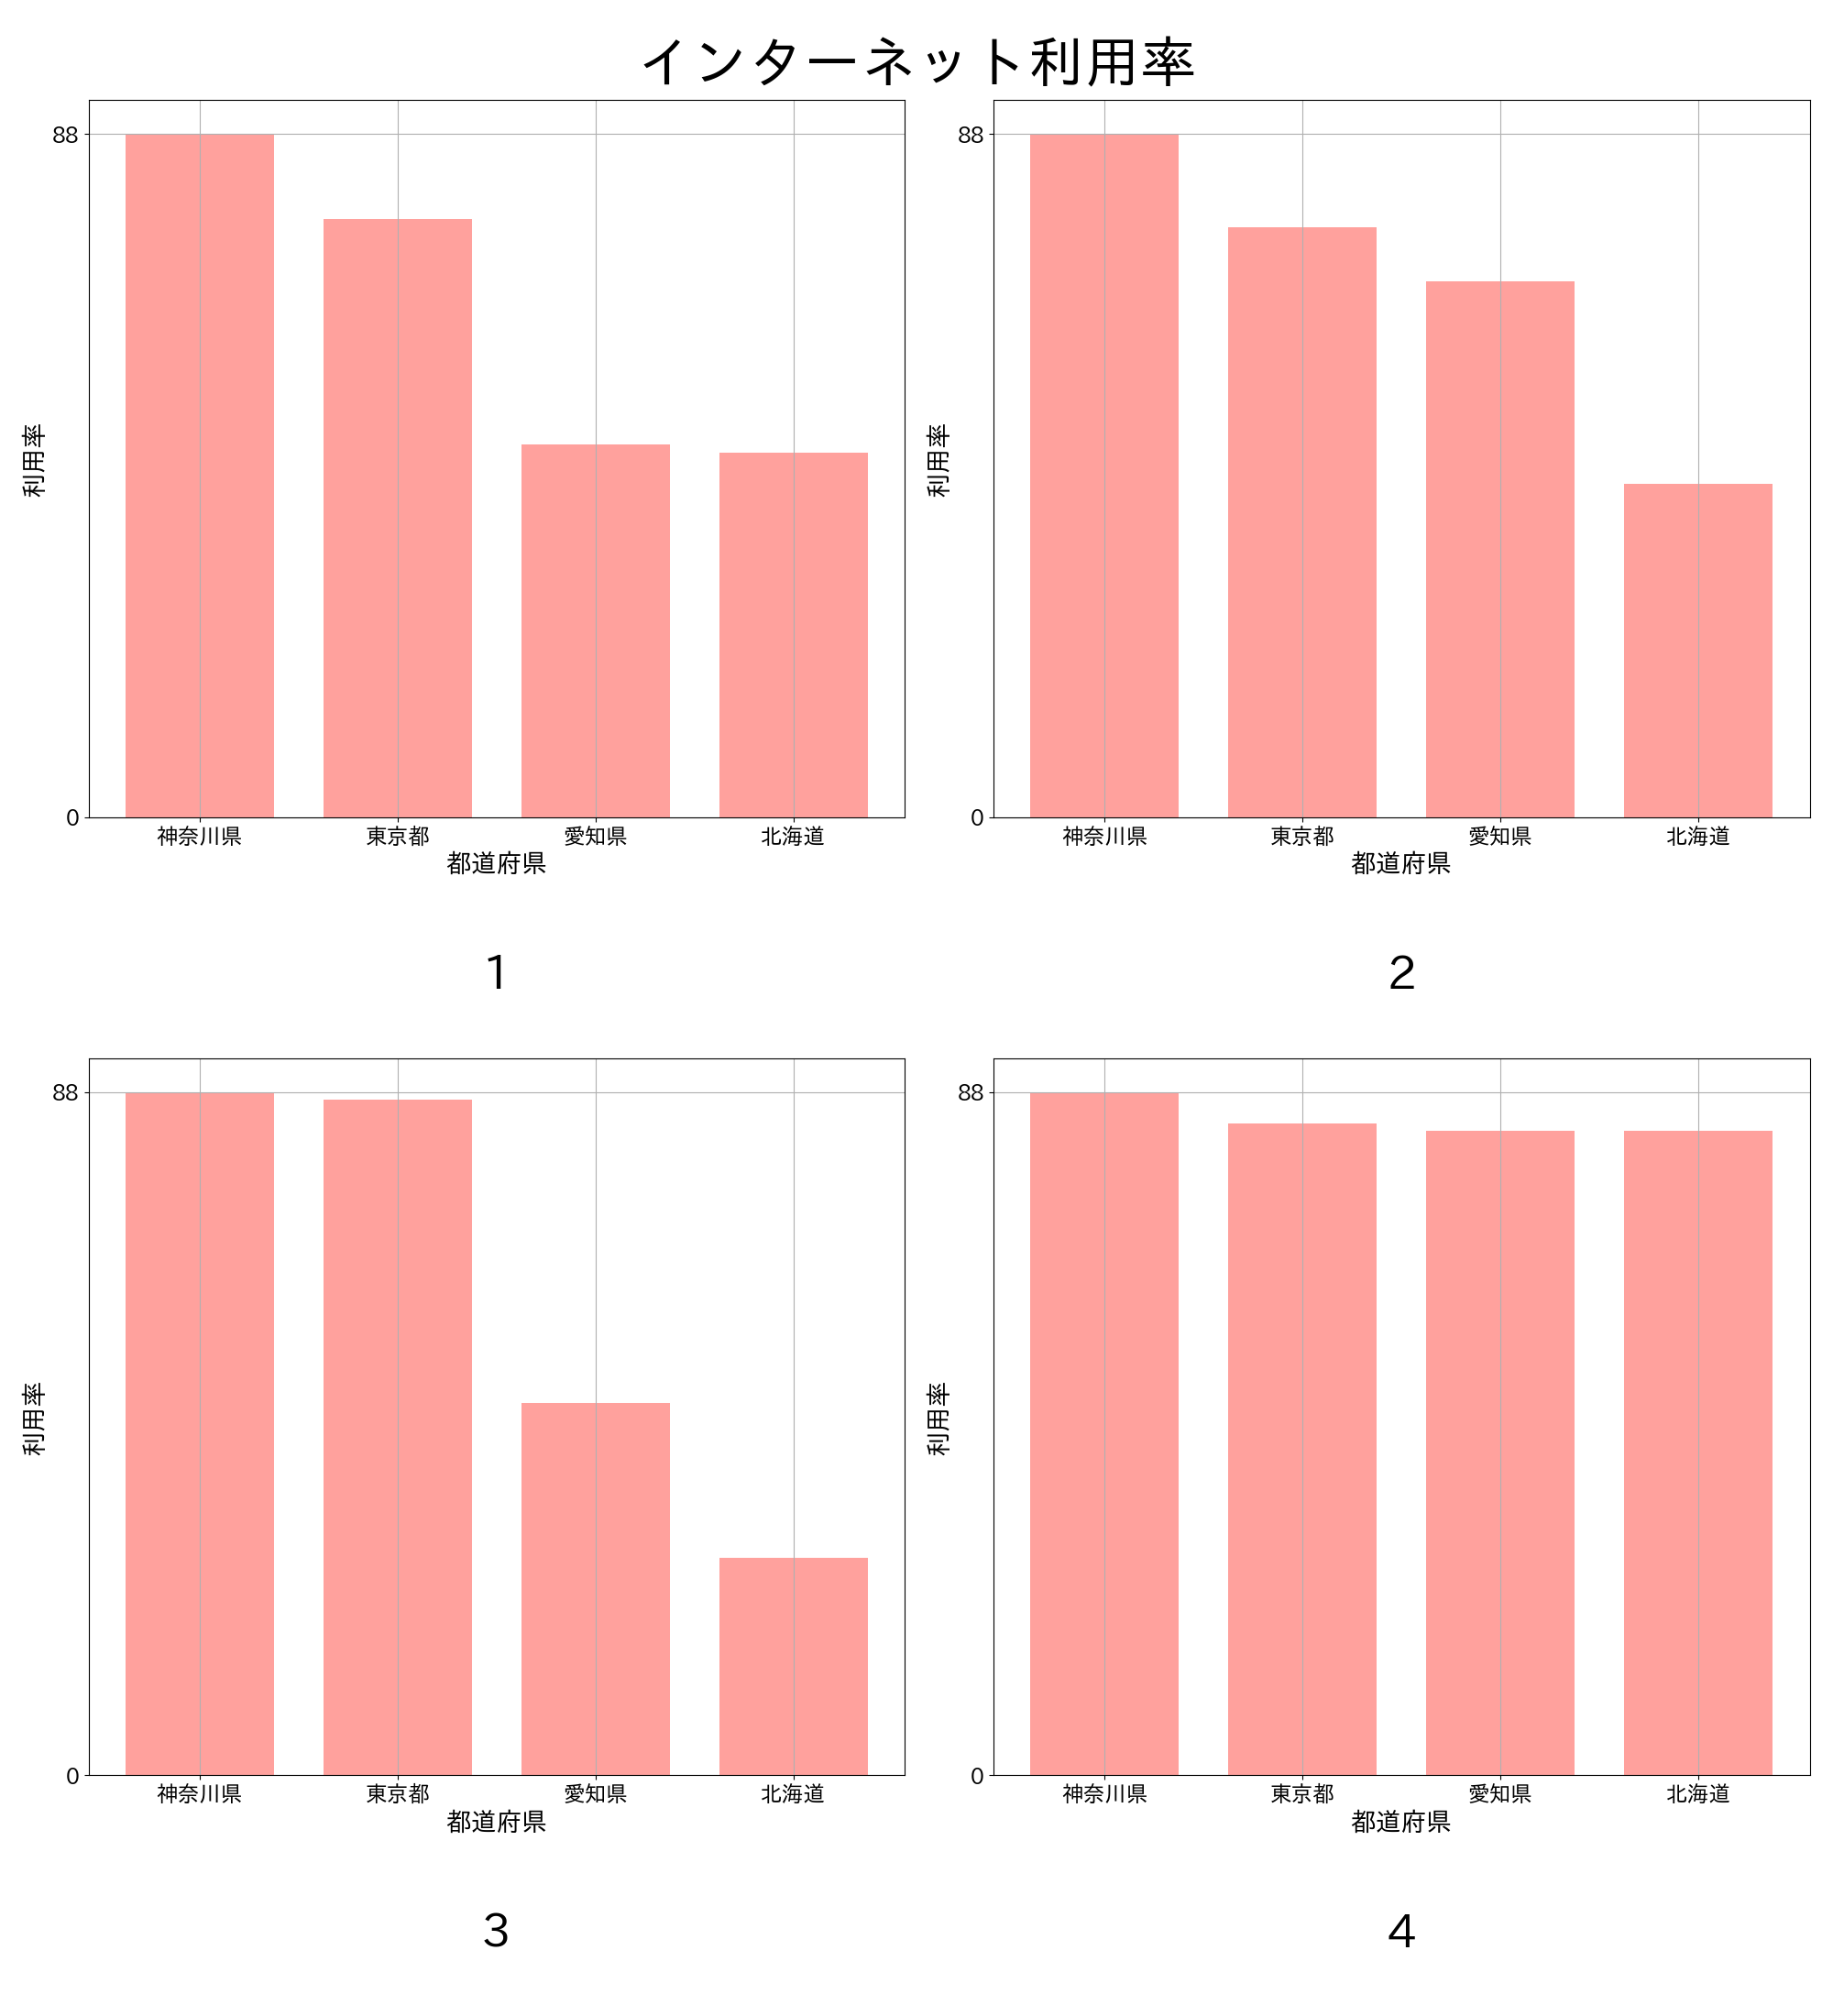 インターネット利用率
88
0
利用率
神奈川県 東京都 愛知県 北海道
都道府県
1
88
0
利用率
神奈川県 東京都 愛知県 北海道
都道府県
2
88
0
利用率
神奈川県 東京都 愛知県 北海道
都道府県
3
88
0
利用率
神奈川県 東京都 愛知県 北海道
都道府県
4